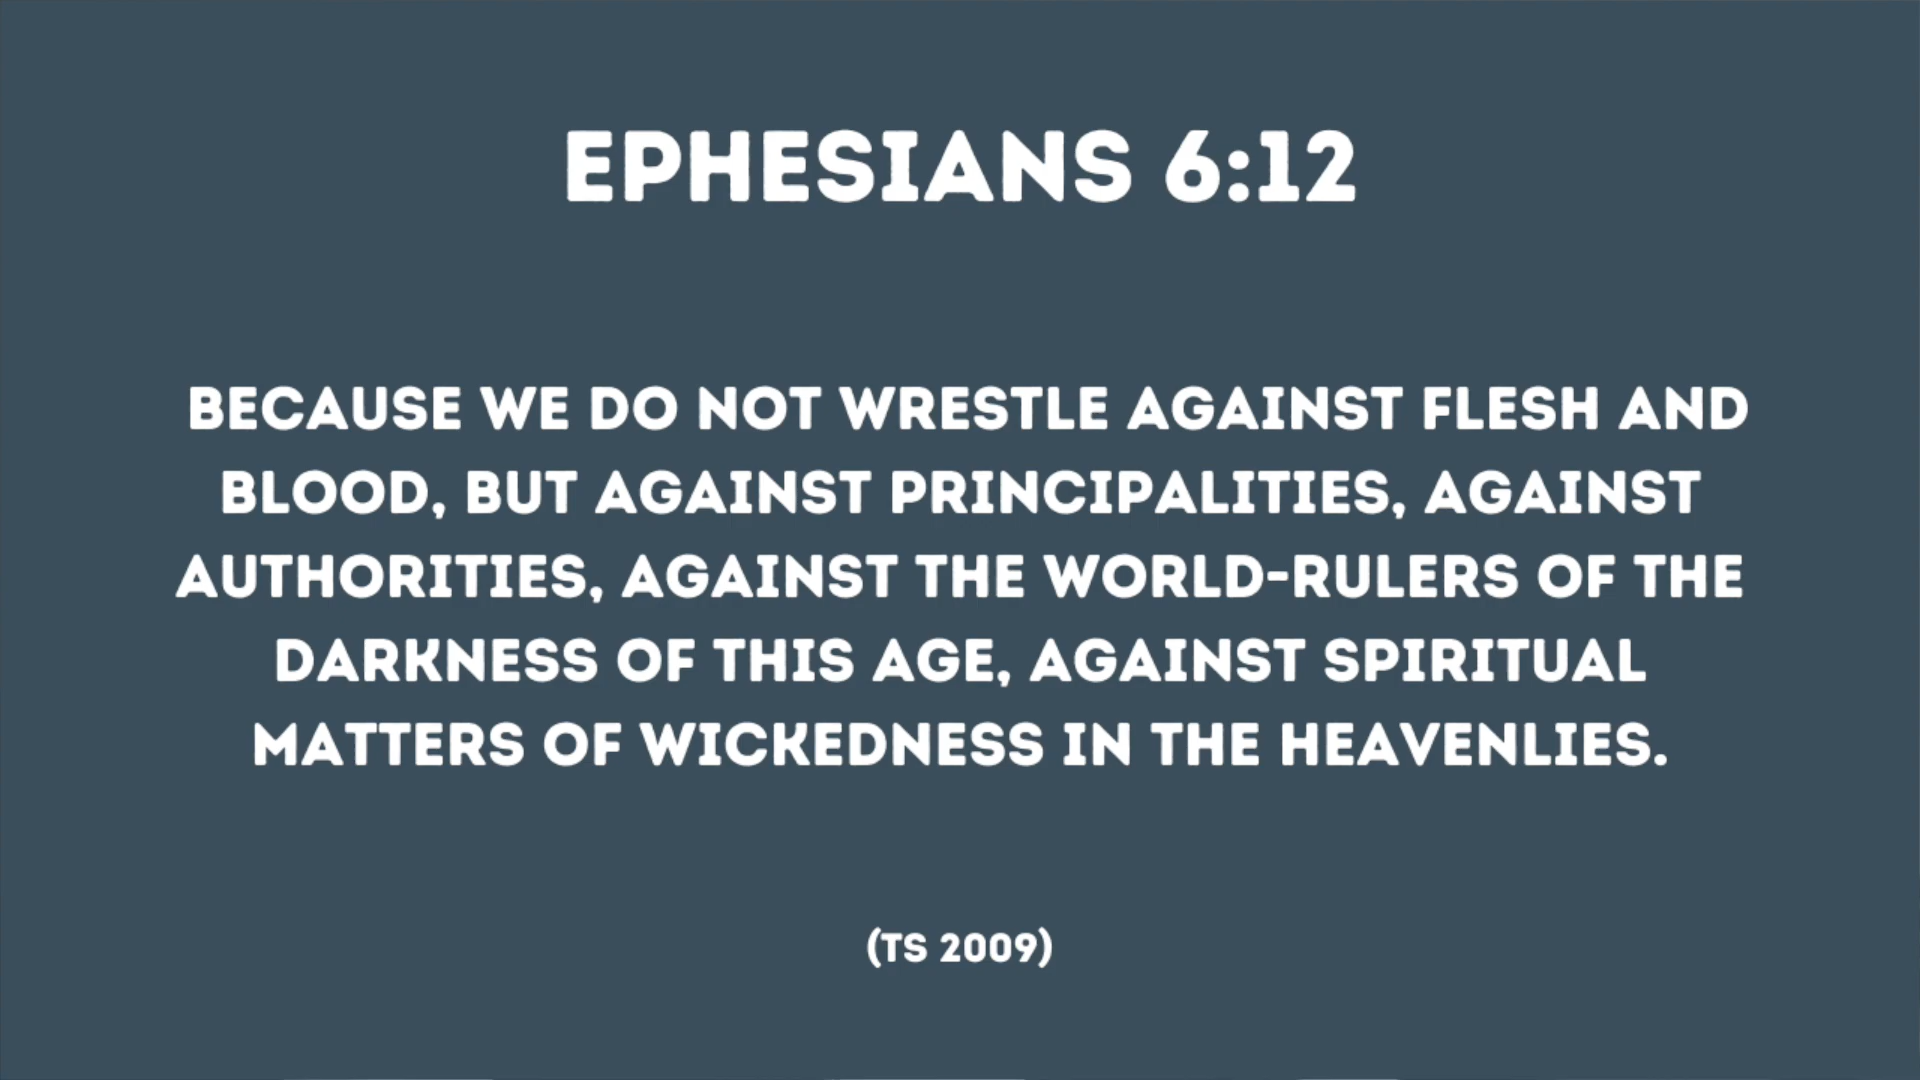 EPHESIANS 6:12
BECAUSE WE DO NOT WRESTLE AGAINST FLESH AND
BLOOD, BUT AGAINST PRINCIPALITIES, AGAINST
AUTHORITIES, AGAINST THE WORLD-RULERS OF THE
DARKNESS OF THIS AGE, AGAINST SPIRITUAL
MATTERS OF WICKEDNESS IN THE HEAVENLIES.
(TS 2009)